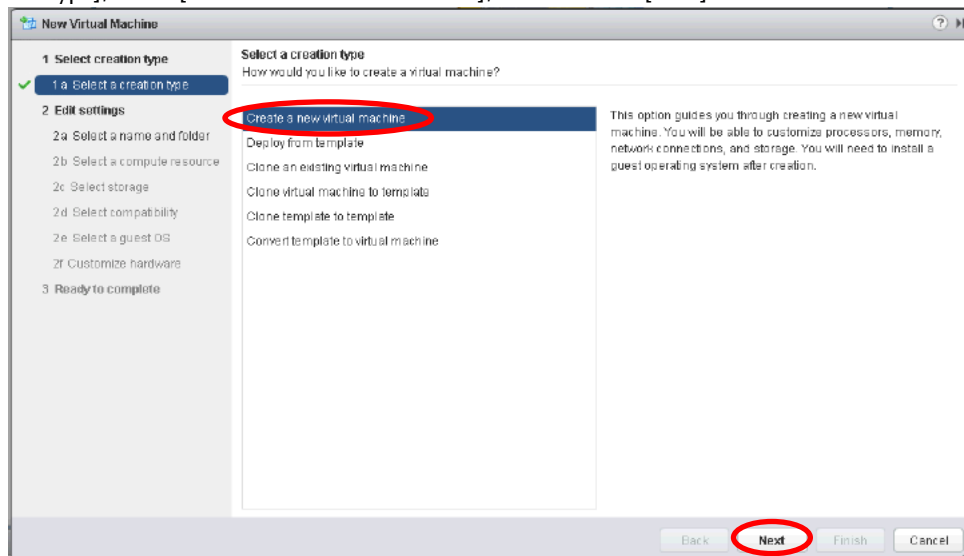 New Virtual Machine
1 Select creation type
1a Select a creation type
2 Edit settings
2a Select a name and folder
2b Select a compute resource
2c Select storage
2d Select compatibility
2e Select a guest OS
2f Customize hardware
3 Ready to complete
Select a creation type
How would you like to create a virtual machine?
Create a new virtual machine
Deploy from template
Clone an existing virtual machine
Clone virtual machine to template
Clone template to template
Convert template to virtual machine
This option guides you through creating a new virtual
machine. You will be able to customize processors, memory,
network connections, and storage. You will need to install a
guest operating system after creation.
Back Next Finish Cancel